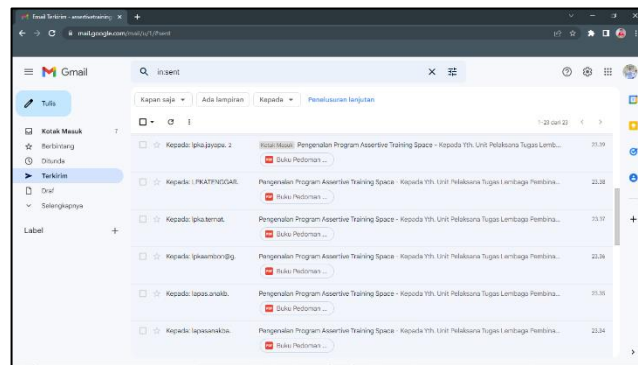 Email Terkirim - assertivetraining
mail.google.com/mail/u/1/#sent
Gmail
in:sent
Tulis
Kapan saja
Ada lampiran
Kepada
Penelusuran lanjutan
1-23 dari 23
Kotak Masuk
Berbintang
Ditunda
Terkirim
Draf
Selengkapnya
Label
Kepada: lpka.jayapa. 2 Kotak Masuk Pengenalan Program Assertive Training Space - Kepada Yth. Unit Pelaksana Tugas Lemb... 23.39
PDF Buku Pedoman ...
Kepada: LPKATENGGAR. Pengenalan Program Assertive Training Space - Kepada Yth. Unit Pelaksana Tugas Lembaga Pembina... 23.38
PDF Buku Pedoman ...
Kepada: lpka.ternat. Pengenalan Program Assertive Training Space - Kepada Yth. Unit Pelaksana Tugas Lembaga Pembina... 23.37
PDF Buku Pedoman ...
Kepada: lpkaambon@g. Pengenalan Program Assertive Training Space - Kepada Yth. Unit Pelaksana Tugas Lembaga Pembina... 23.36
PDF Buku Pedoman ...
Kepada: lapas.anakb. Pengenalan Program Assertive Training Space - Kepada Yth. Unit Pelaksana Tugas Lembaga Pembina... 23.35
PDF Buku Pedoman ...
Kepada: lapasanakba. Pengenalan Program Assertive Training Space - Kepada Yth. Unit Pelaksana Tugas Lembaga Pembina... 23.34
PDF Buku Pedoman ...